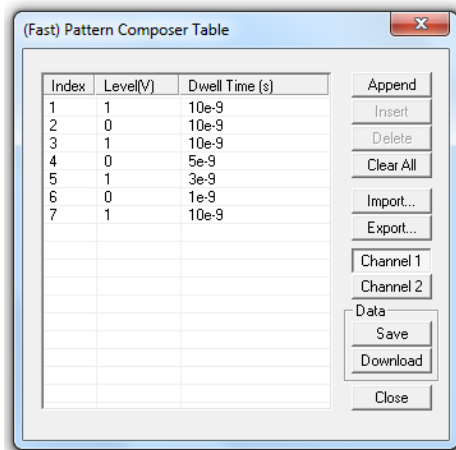 (Fast) Pattern Composer Table
Index Level(V) Dwell Time (s)
1 1 10e-9
2 0 10e-9
3 1 10e-9
4 0 5e-9
5 1 3e-9
6 0 1e-9
7 1 10e-9
Append
Insert
Delete
Clear All
Import...
Export...
Channel 1
Channel 2
Data
Save
Download
Close